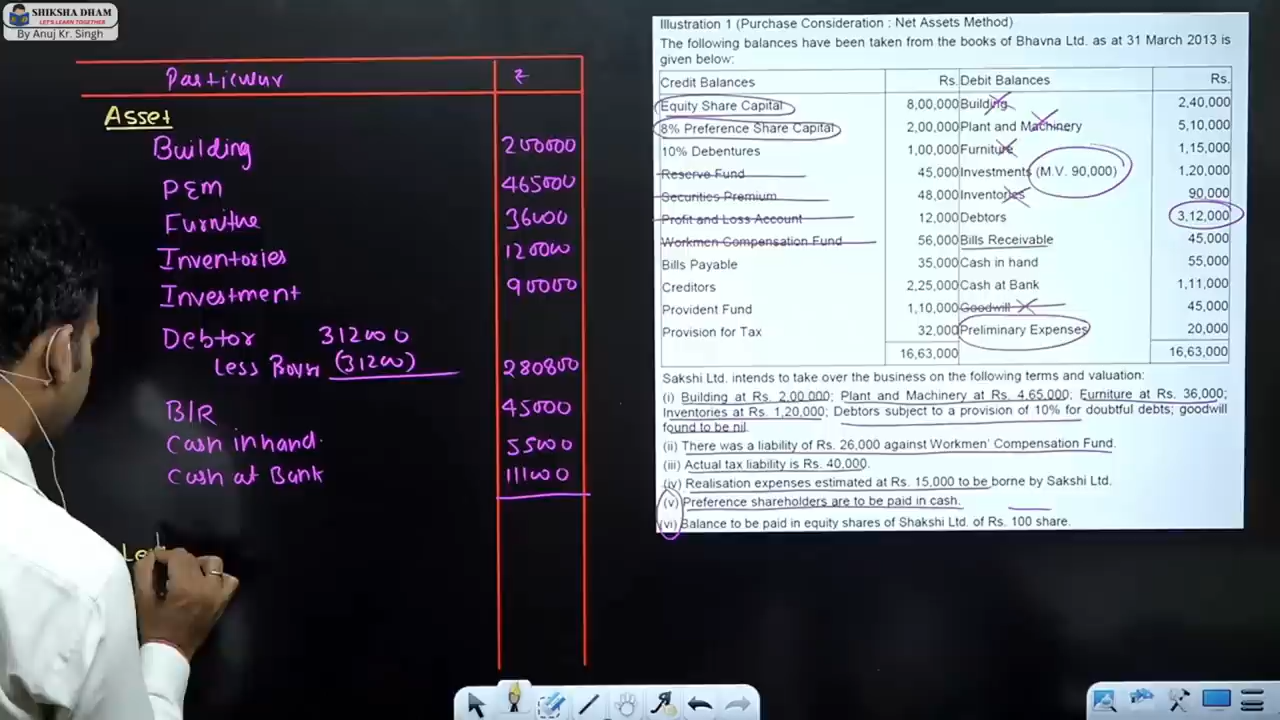 SHIKSHA DHAM
LET'S LEARN TOGETHER
By Anuj Kr. Singh
Particular ₹
Asset
Building 200000
P&M 465000
Furniture 36000
Inventories 120000
Investment 90000
Debtor 312000
Less (31200) 280800
B/R 45000
Cash in hand. 55000
Cash at Bank 111000
Le
Illustration 1 (Purchase Consideration : Net Assets Method)
The following balances have been taken from the books of Bhavna Ltd. as at 31 March 2013 is
given below:
Credit Balances Rs. Debit Balances Rs.
Equity Share Capital 8,00,000 Building 2,40,000
8% Preference Share Capital 2,00,000 Plant and Machinery 5,10,000
10% Debentures 1,00,000 Furniture 1,15,000
Reserve Fund 45,000 Investments (M.V. 90,000) 1,20,000
Securities Premium 48,000 Inventories 90,000
Profit and Loss Account 12,000 Debtors 3,12,000
Workmen Compensation Fund 56,000 Bills Receivable 45,000
Bills Payable 35,000 Cash in hand 55,000
Creditors 2,25,000 Cash at Bank 1,11,000
Provident Fund 1,10,000 Goodwill 45,000
Provision for Tax 32,000 Preliminary Expenses 20,000
16,63,000 16,63,000
Sakshi Ltd. intends to take over the business on the following terms and valuation:
(i) Building at Rs. 2,00,000; Plant and Machinery at Rs. 4,65,000; Furniture at Rs. 36,000;
Inventories at Rs. 1,20,000; Debtors subject to a provision of 10% for doubtful debts; goodwill
found to be nil.
(ii) There was a liability of Rs. 26,000 against Workmen' Compensation Fund.
(iii) Actual tax liability is Rs. 40,000.
(iv) Realisation expenses estimated at Rs. 15,000 to be borne by Sakshi Ltd.
(v) Preference shareholders are to be paid in cash.
(vi) Balance to be paid in equity shares of Shakshi Ltd. of Rs. 100 share.